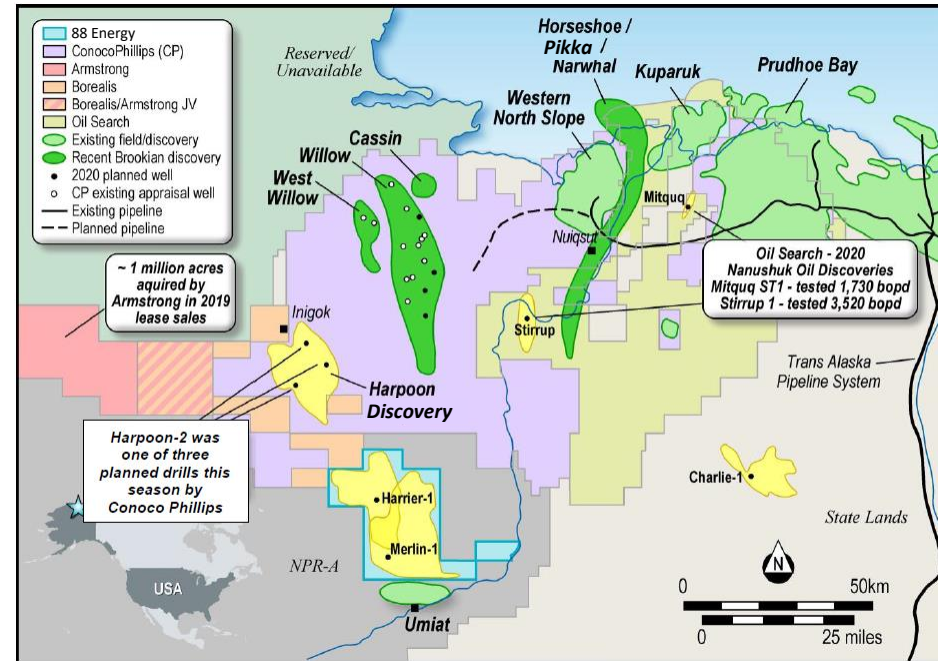 88 Energy
ConocoPhillips (CP)
Armstrong
Borealis
Borealis/Armstrong JV
Oil Search
Existing field/discovery
Recent Brookian discovery
2020 planned well
CP existing appraisal well
Existing pipeline
Planned pipeline
Reserved/
Unavailable
Horseshoe /
Pikka /
Narwhal
Kuparuk
Prudhoe Bay
Western
North Slope
Cassin
Willow
West
Willow
Mitquq
Nuiqsut
Oil Search - 2020
Nanushuk Oil Discoveries
Mitquq ST1 - tested 1,730 bopd
Stirrup 1 - tested 3,520 bopd
~ 1 million acres
aquired by
Armstrong in 2019
lease sales
Inigok
Stirrup
Trans Alaska
Pipeline System
Harpoon
Discovery
Harpoon-2 was
one of three
planned drills this
season by
Conoco Phillips
Charlie-1
Harrier-1
State Lands
Merlin-1
NPR-A
N
USA
Umiat
0 50km
0 25 miles